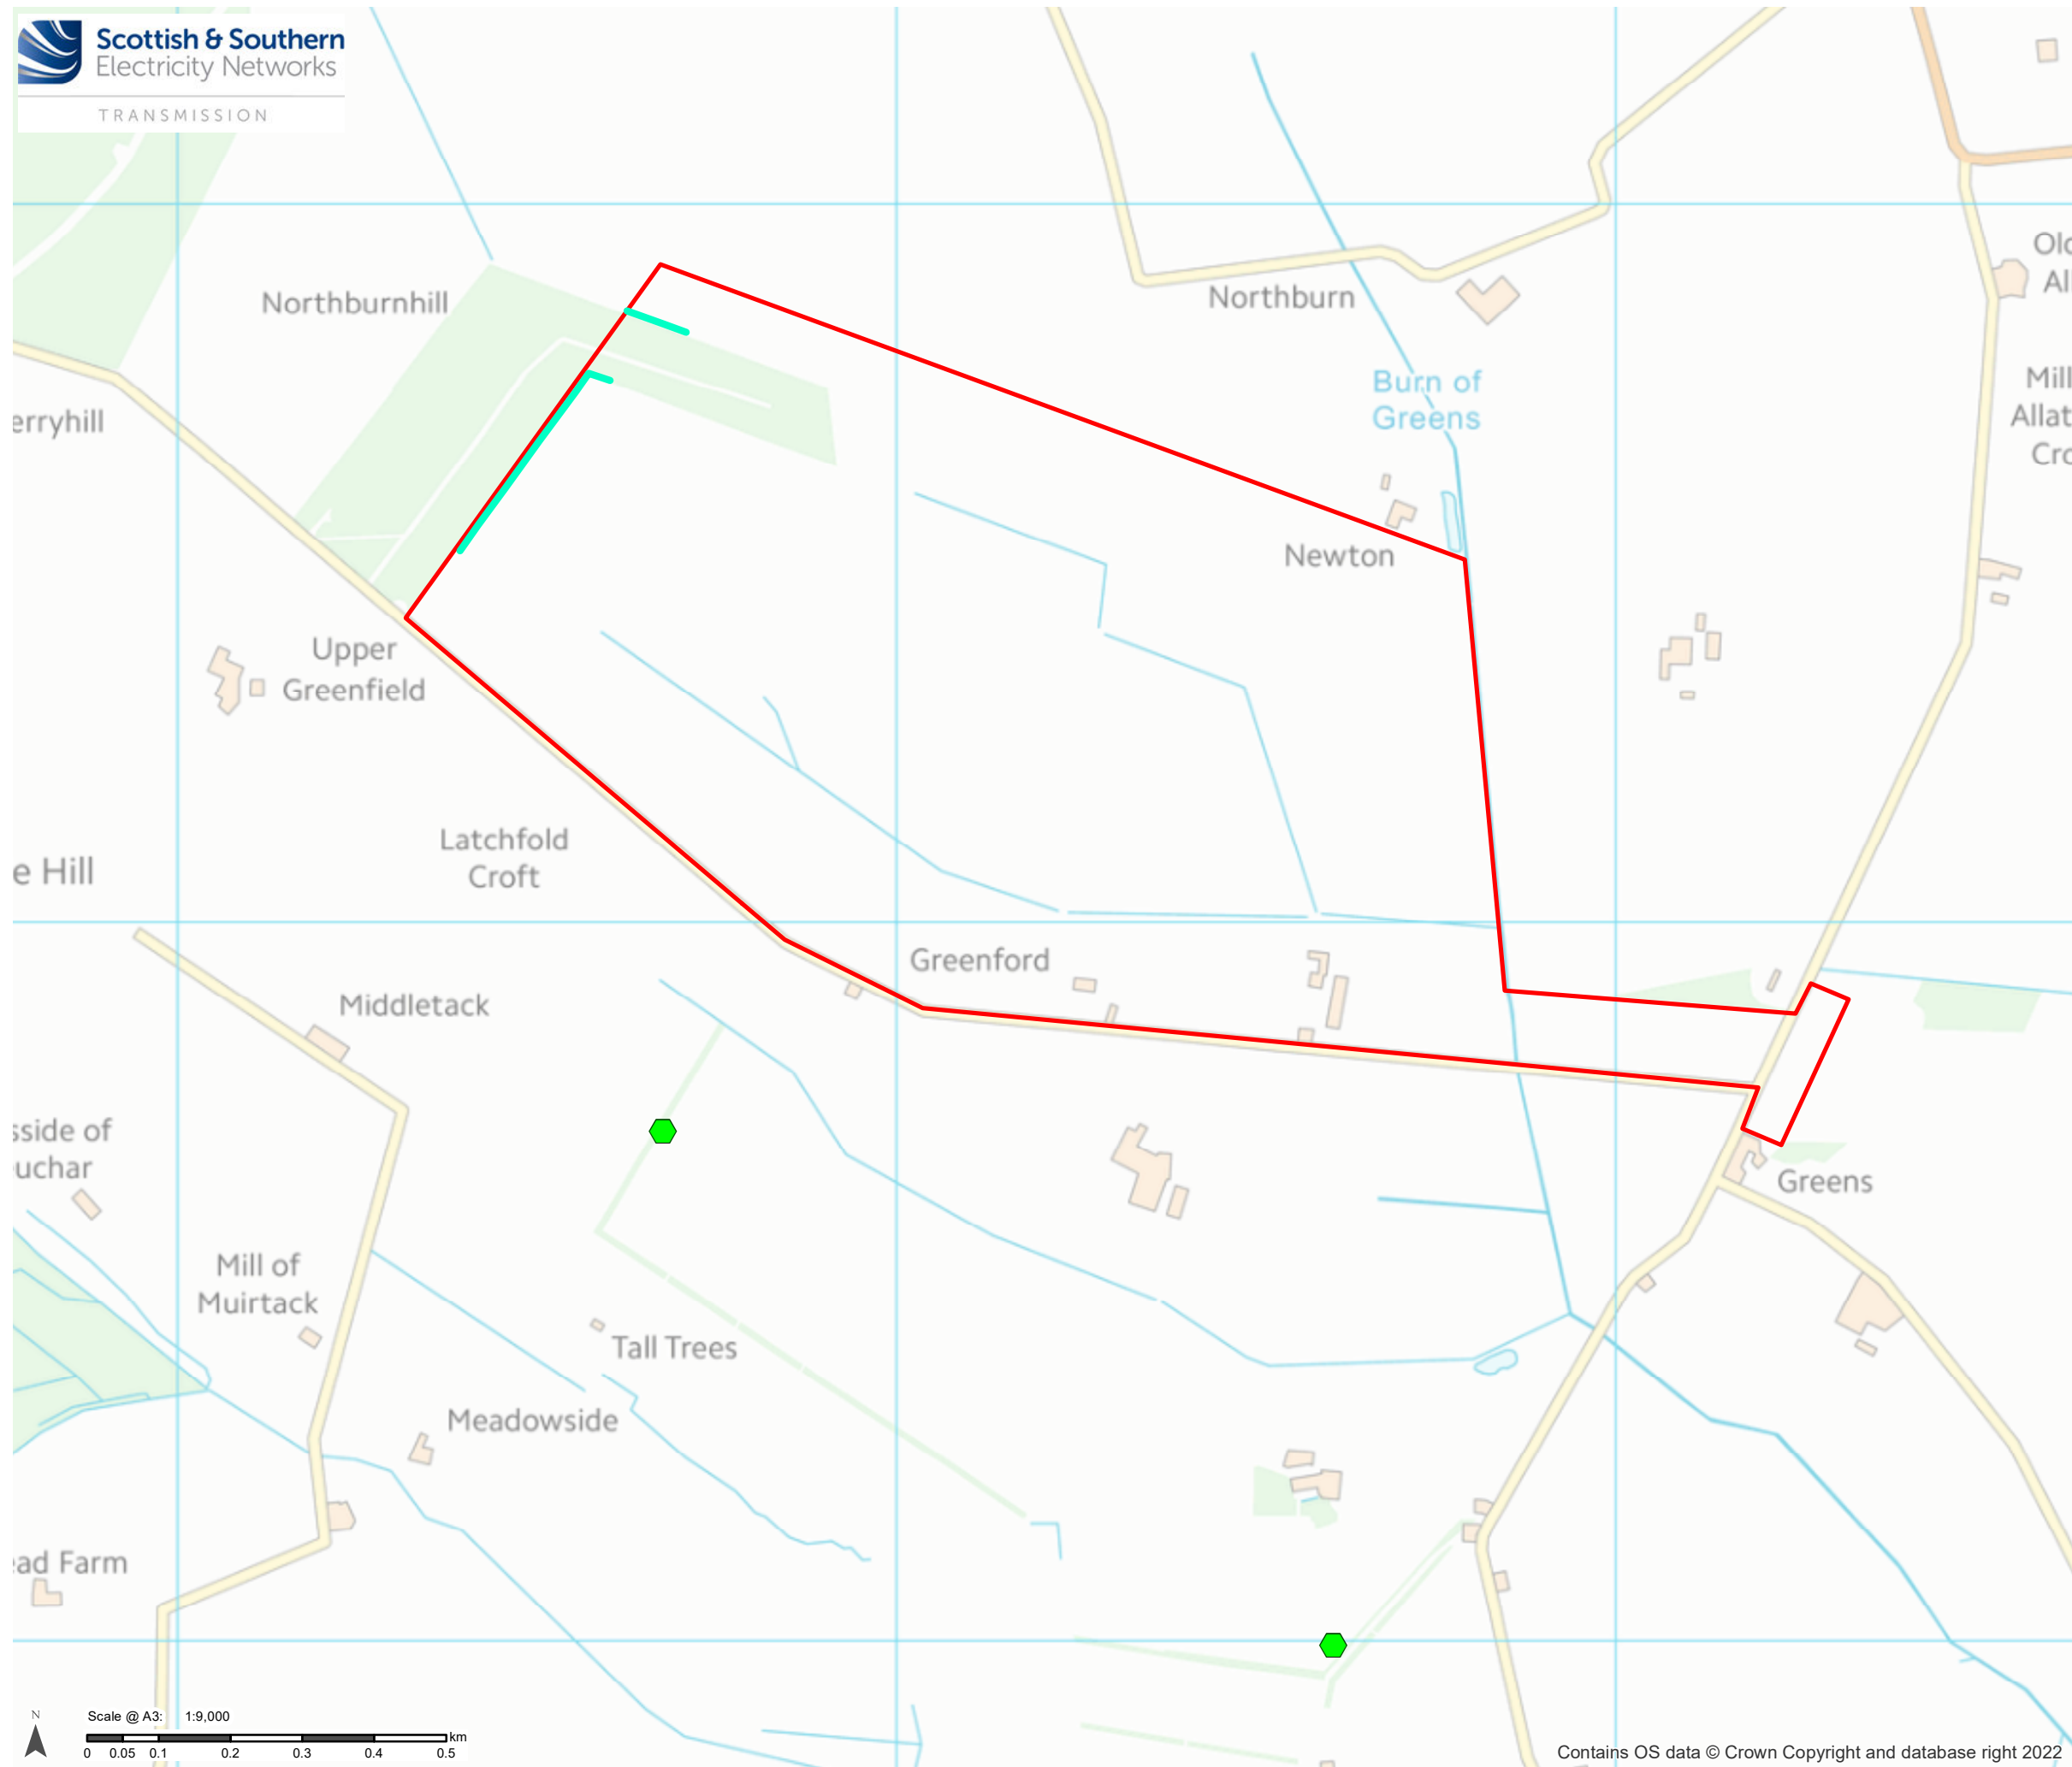 Scottish & Southern
Electricity Networks
TRANSMISSION
Northburnhill
Northburn
Burn of
Greens
Newton
erryhill
Old
Mill
Allat
Upper
Greenfield
Latchfold
Croft
e Hill
Greenford
Middletack
sside of
uchar
Greens
Mill of
Muirtack
Tall Trees
Meadowside
ead Farm
N
Scale @ A3: 1:9,000
km
0 0.05 0.1 0.2 0.3 0.4 0.5
Contains OS data © Crown Copyright and database right 2022